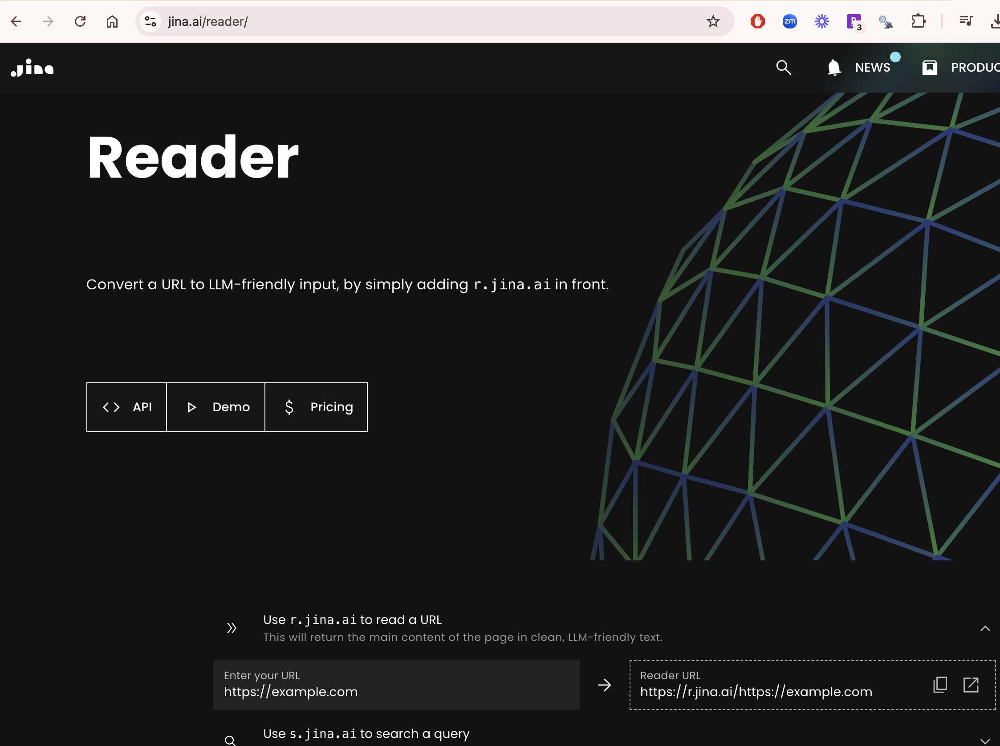 jina.ai/reader/
zm
3
jina
NEWS
PRODUC
Reader
Convert a URL to LLM-friendly input, by simply adding r.jina.ai in front.
API
Demo
$ Pricing
Use r.jina.ai to read a URL
This will return the main content of the page in clean, LLM-friendly text.
Enter your URL
https://example.com
Reader URL
https://r.jina.ai/https://example.com
Use s.jina.ai to search a query